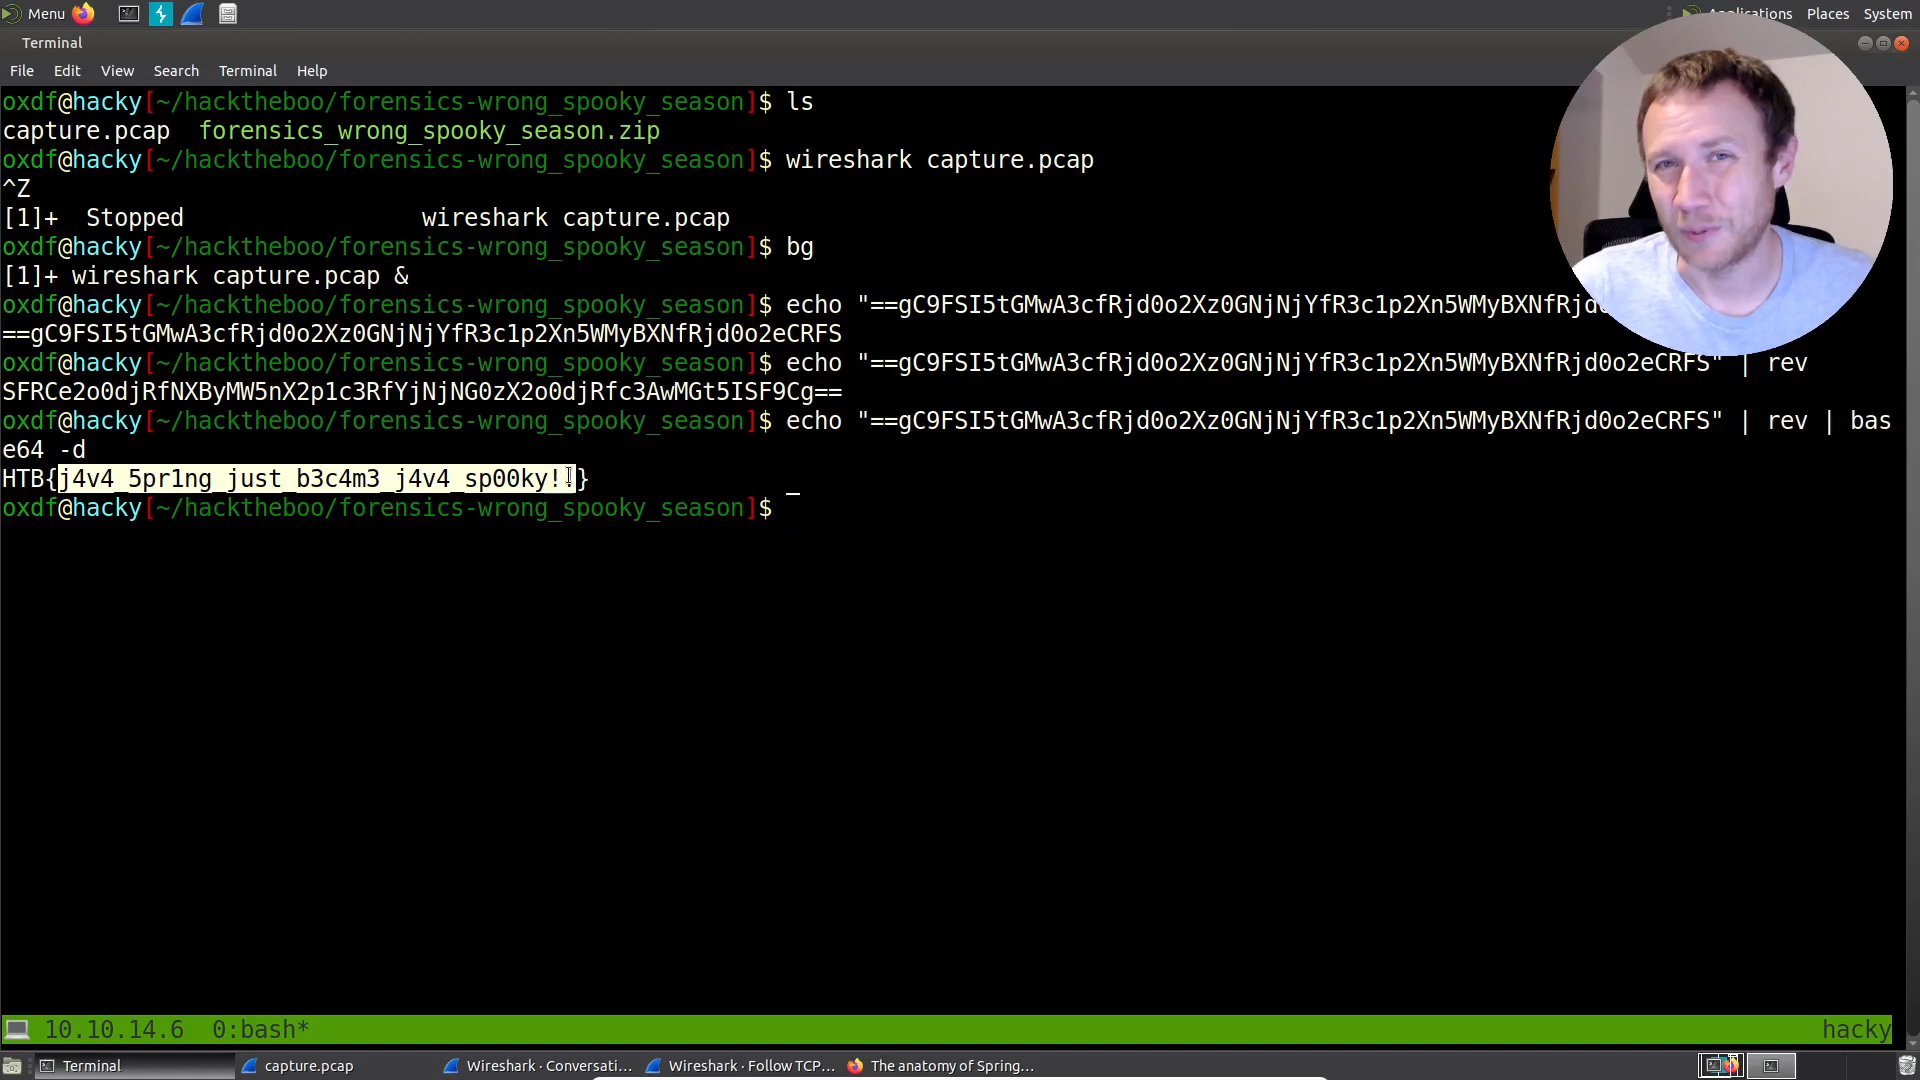 Menu
Applications Places System
Terminal
File Edit View Search Terminal Help
oxdf@hacky[~/hacktheboo/forensics-wrong_spooky_season]$ ls
capture.pcap  forensics_wrong_spooky_season.zip
oxdf@hacky[~/hacktheboo/forensics-wrong_spooky_season]$ wireshark capture.pcap
^Z
[1]+  Stopped                 wireshark capture.pcap
oxdf@hacky[~/hacktheboo/forensics-wrong_spooky_season]$ bg
[1]+ wireshark capture.pcap &
oxdf@hacky[~/hacktheboo/forensics-wrong_spooky_season]$ echo "==gC9FSI5tGMwA3cfRjd0o2Xz0GNjNjYfR3c1p2Xn5WMyBXNfRjd
==gC9FSI5tGMwA3cfRjd0o2Xz0GNjNjYfR3c1p2Xn5WMyBXNfRjd0o2eCRFS
oxdf@hacky[~/hacktheboo/forensics-wrong_spooky_season]$ echo "==gC9FSI5tGMwA3cfRjd0o2Xz0GNjNjYfR3c1p2Xn5WMyBXNfRjd0o2eCRFS" | rev
SFRCe2o0djRfNXByMW5nX2p1c3RfYjNjNG0zX2o0djRfc3AwMGt5ISF9Cg==
oxdf@hacky[~/hacktheboo/forensics-wrong_spooky_season]$ echo "==gC9FSI5tGMwA3cfRjd0o2Xz0GNjNjYfR3c1p2Xn5WMyBXNfRjd0o2eCRFS" | rev | bas
e64 -d
HTB{j4v4_5pr1ng_just_b3c4m3_j4v4_sp00ky!!}
oxdf@hacky[~/hacktheboo/forensics-wrong_spooky_season]$
10.10.14.6  0:bash*
hacky
Terminal
capture.pcap
Wireshark · Conversati...
Wireshark · Follow TCP...
The anatomy of Spring...